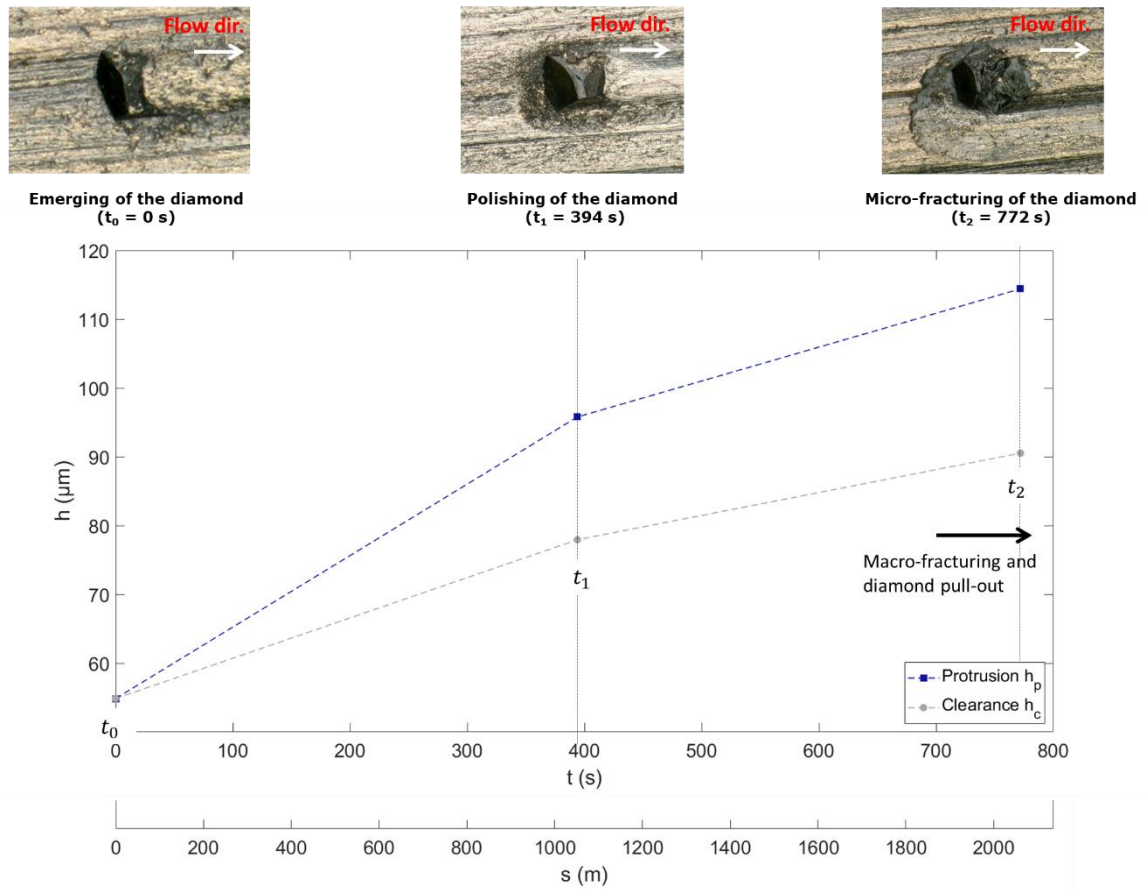 Flow dir.
Flow dir.
Flow dir.
Emerging of the diamond
(t₀ = 0 s)
Polishing of the diamond
(t₁ = 394 s)
Micro-fracturing of the diamond
(t₂ = 772 s)
120
110
100
90
80
70
60
h (µm)
t₀
t₁
t₂
Macro-fracturing and
diamond pull-out
Protrusion h_p
Clearance h_c
0 100 200 300 400 500 600 700 800
t (s)
0 200 400 600 800 1000 1200 1400 1600 1800 2000
s (m)